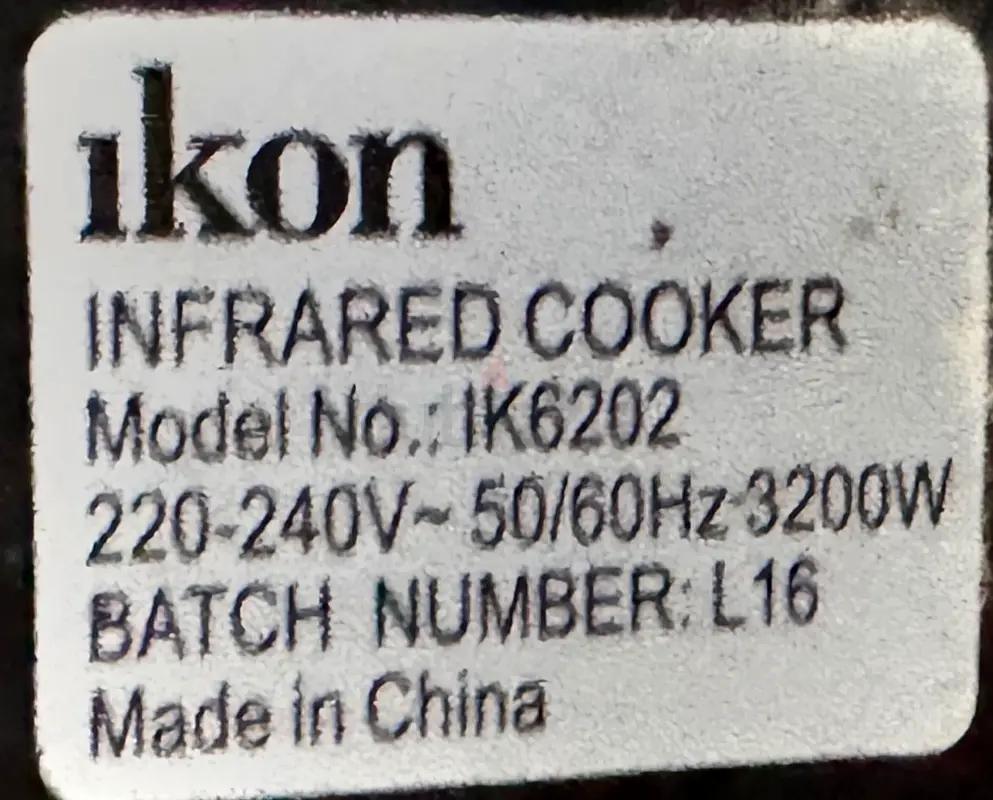 ikon
INFRARED COOKER
Model No.: IK6202
220-240V~ 50/60Hz 3200W
BATCH NUMBER: L16
Made in China